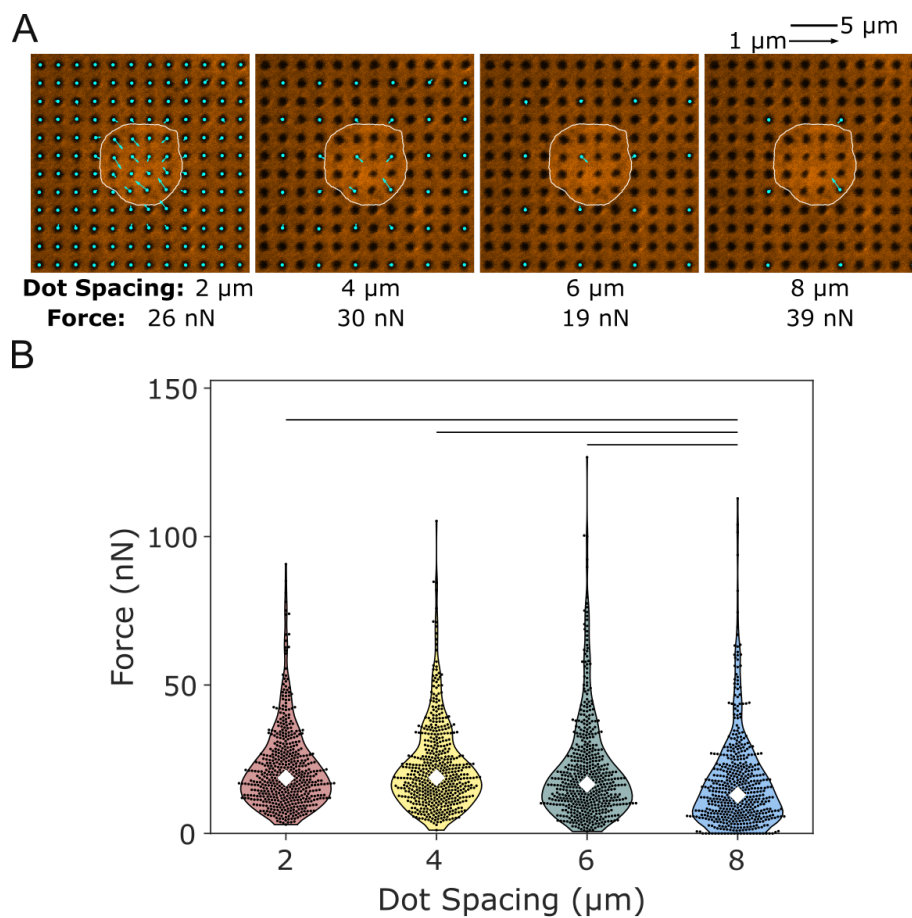 A
5 µm
1 µm
Dot Spacing: 2 µm 4 µm 6 µm 8 µm
Force: 26 nN 30 nN 19 nN 39 nN
B
150
100
50
0
Force (nN)
2 4 6 8
Dot Spacing (µm)